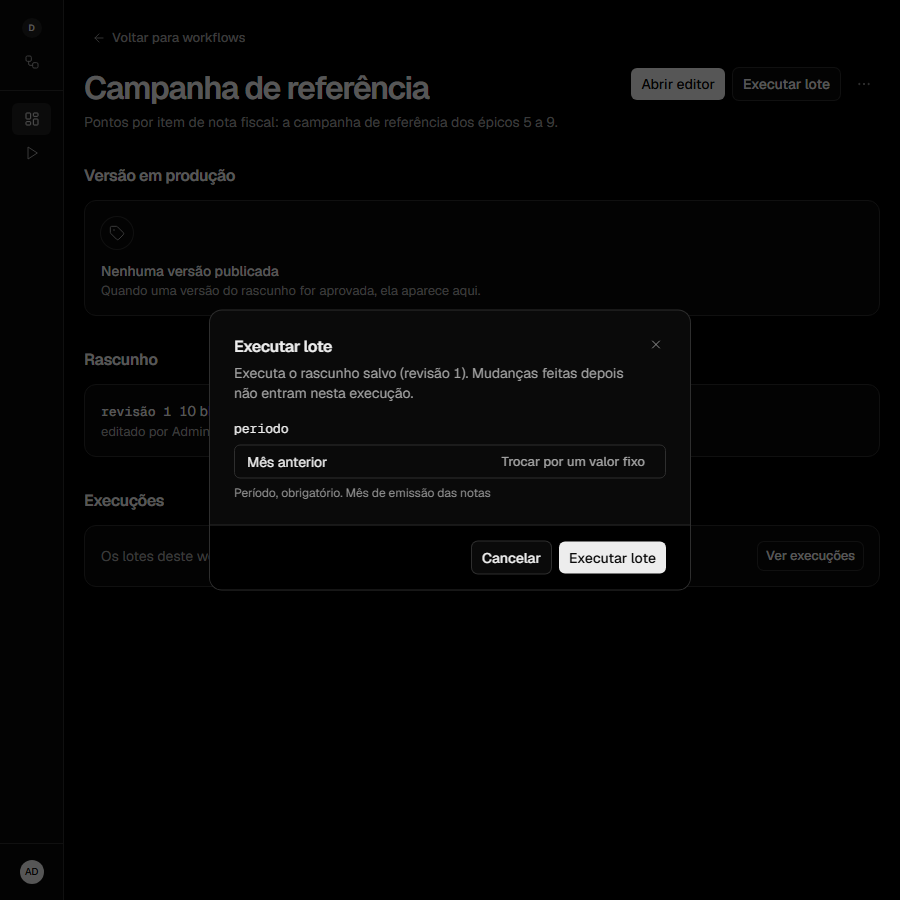 D
Voltar para workflows
Campanha de referência
Abrir editor
Executar lote
Pontos por item de nota fiscal: a campanha de referência dos épicos 5 a 9.
Versão em produção
Nenhuma versão publicada
Quando uma versão do rascunho for aprovada, ela aparece aqui.
Rascunho
revisão 1 10 b
editado por Admin
Execuções
Os lotes deste w
Ver execuções
Executar lote
Executa o rascunho salvo (revisão 1). Mudanças feitas depois
não entram nesta execução.
periodo
Mês anterior
Trocar por um valor fixo
Período, obrigatório. Mês de emissão das notas
Cancelar
Executar lote
AD